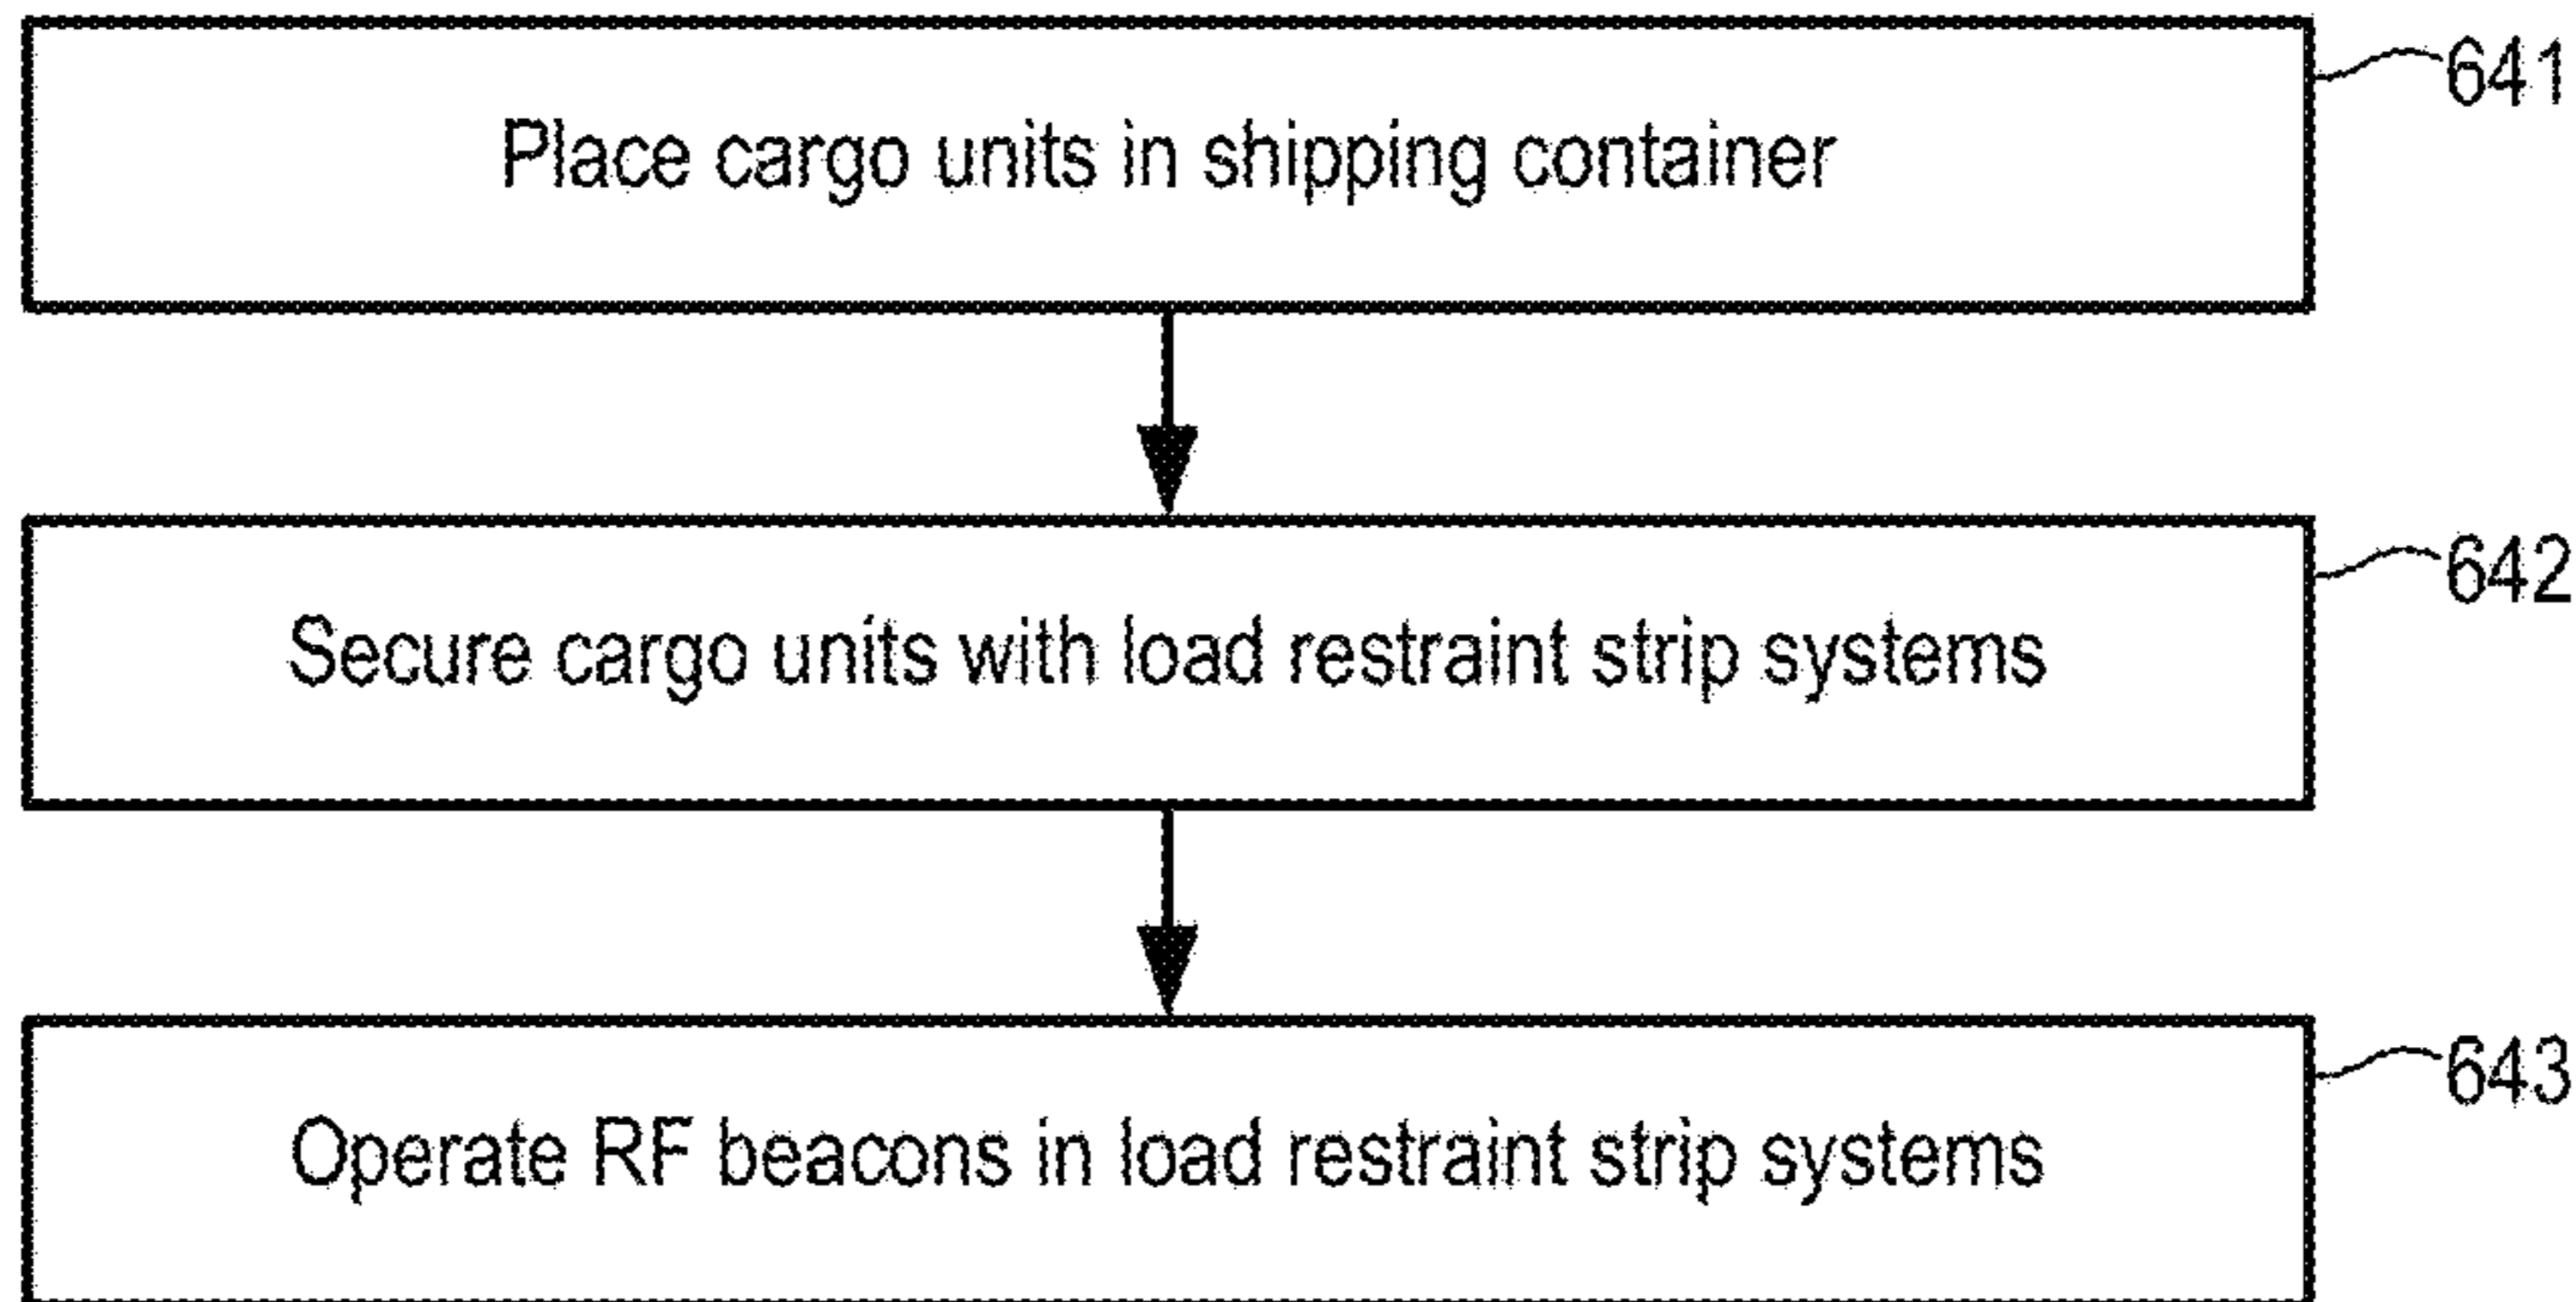 641
Place cargo units in shipping container
642
Secure cargo units with load restraint strip systems
643
Operate RF beacons in load restraint strip systems